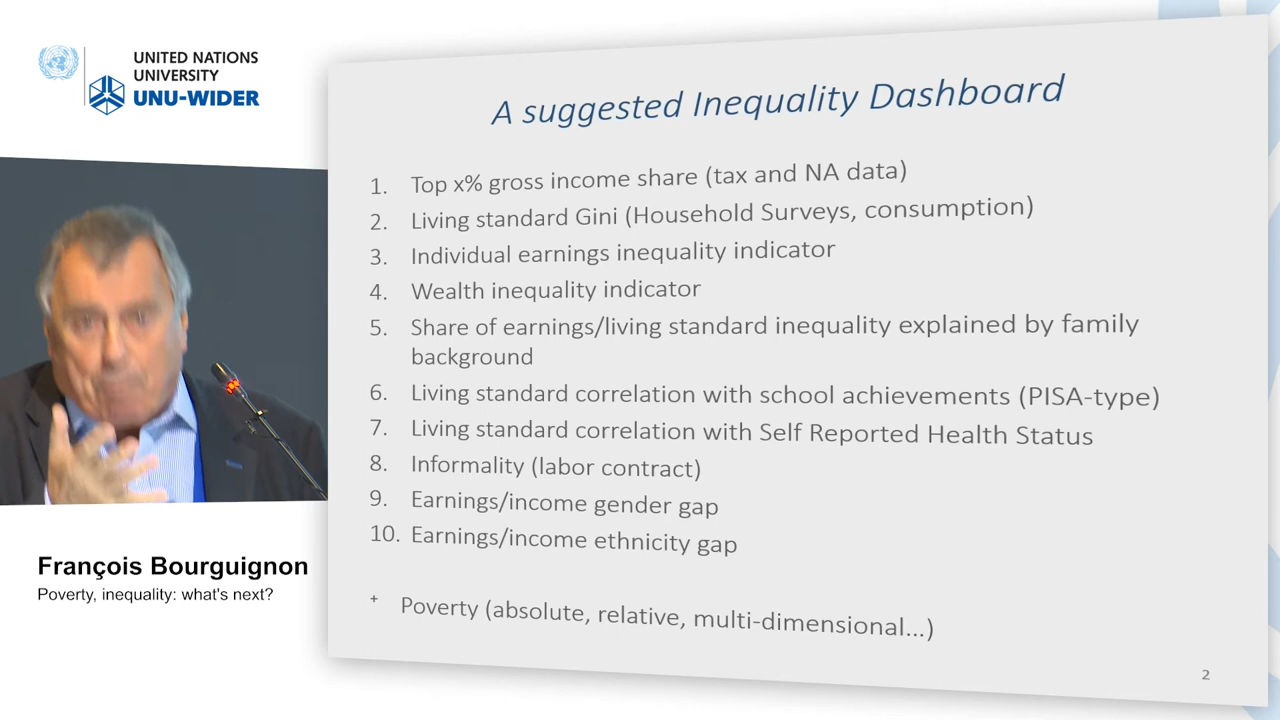 UNITED NATIONS
UNIVERSITY
UNU-WIDER
A suggested Inequality Dashboard
1. Top x% gross income share (tax and NA data)
2. Living standard Gini (Household Surveys, consumption)
3. Individual earnings inequality indicator
4. Wealth inequality indicator
5. Share of earnings/living standard inequality explained by family
background
6. Living standard correlation with school achievements (PISA-type)
7. Living standard correlation with Self Reported Health Status
8. Informality (labor contract)
9. Earnings/income gender gap
10. Earnings/income ethnicity gap
+ Poverty (absolute, relative, multi-dimensional...)
2
François Bourguignon
Poverty, inequality: what's next?